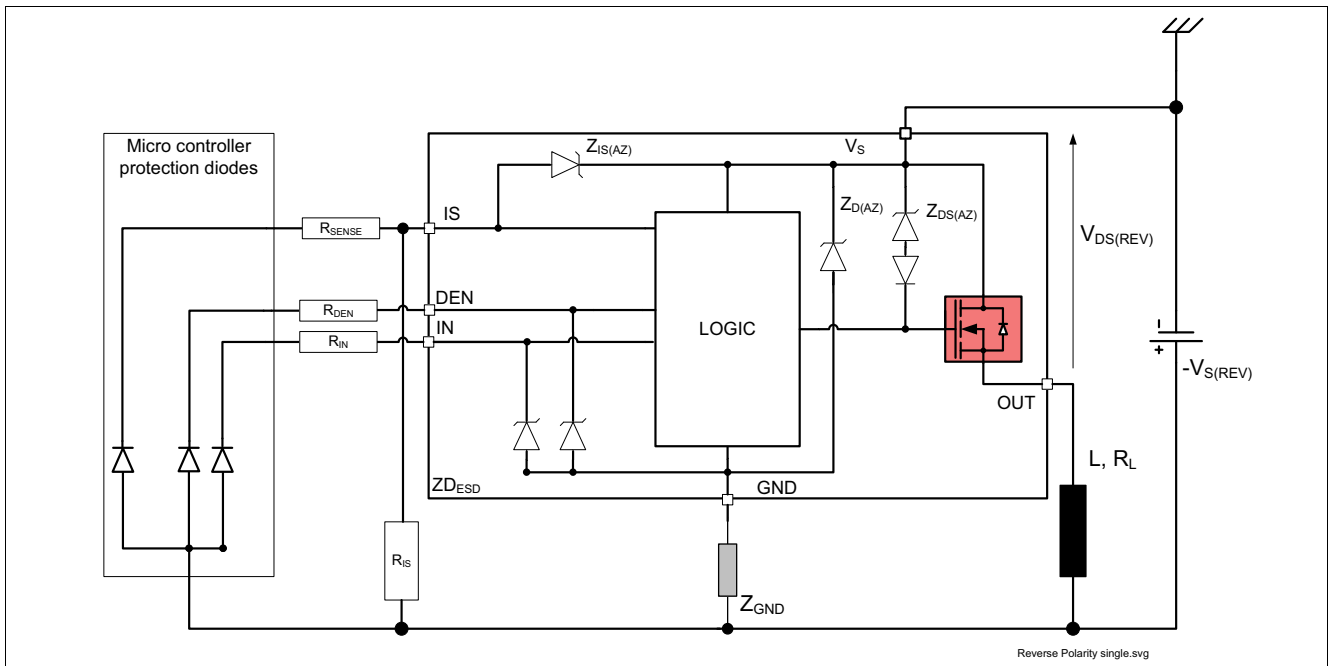 Micro controller
protection diodes
Z_IS(AZ)
V_S
Z_D(AZ)
Z_DS(AZ)
V_DS(REV)
R_SENSE
IS
R_DEN
DEN
R_IN
IN
LOGIC
-
+
-V_S(REV)
OUT
L, R_L
ZD_ESD
GND
R_IS
Z_GND
Reverse Polarity single.svg